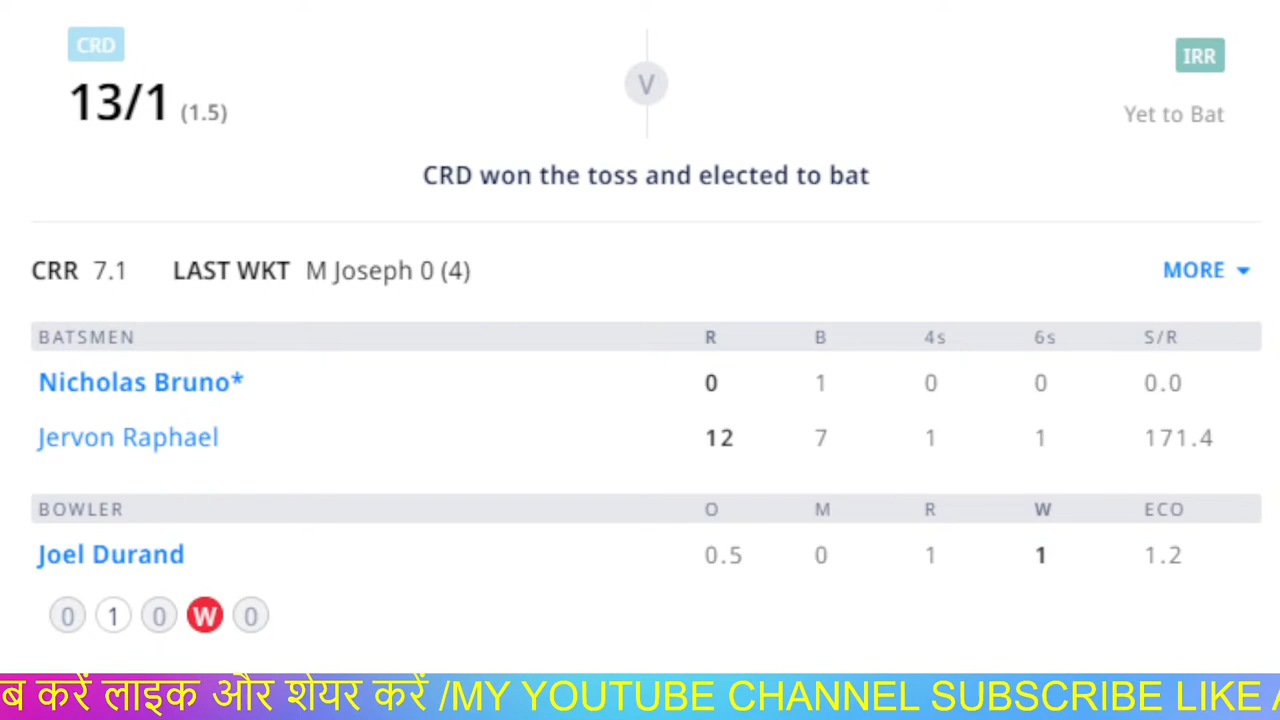 CRD
13/1 (1.5)
V
IRR
Yet to Bat
CRD won the toss and elected to bat
CRR 7.1 LAST WKT M Joseph 0 (4)
MORE
BATSMEN R B 4s 6s S/R
Nicholas Bruno* 0 1 0 0 0.0
Jervon Raphael 12 7 1 1 171.4
BOWLER O M R W ECO
Joel Durand 0.5 0 1 1 1.2
0 1 0 W 0
ब करें लाइक और शेयर करें /MY YOUTUBE CHANNEL SUBSCRIBE LIKE /